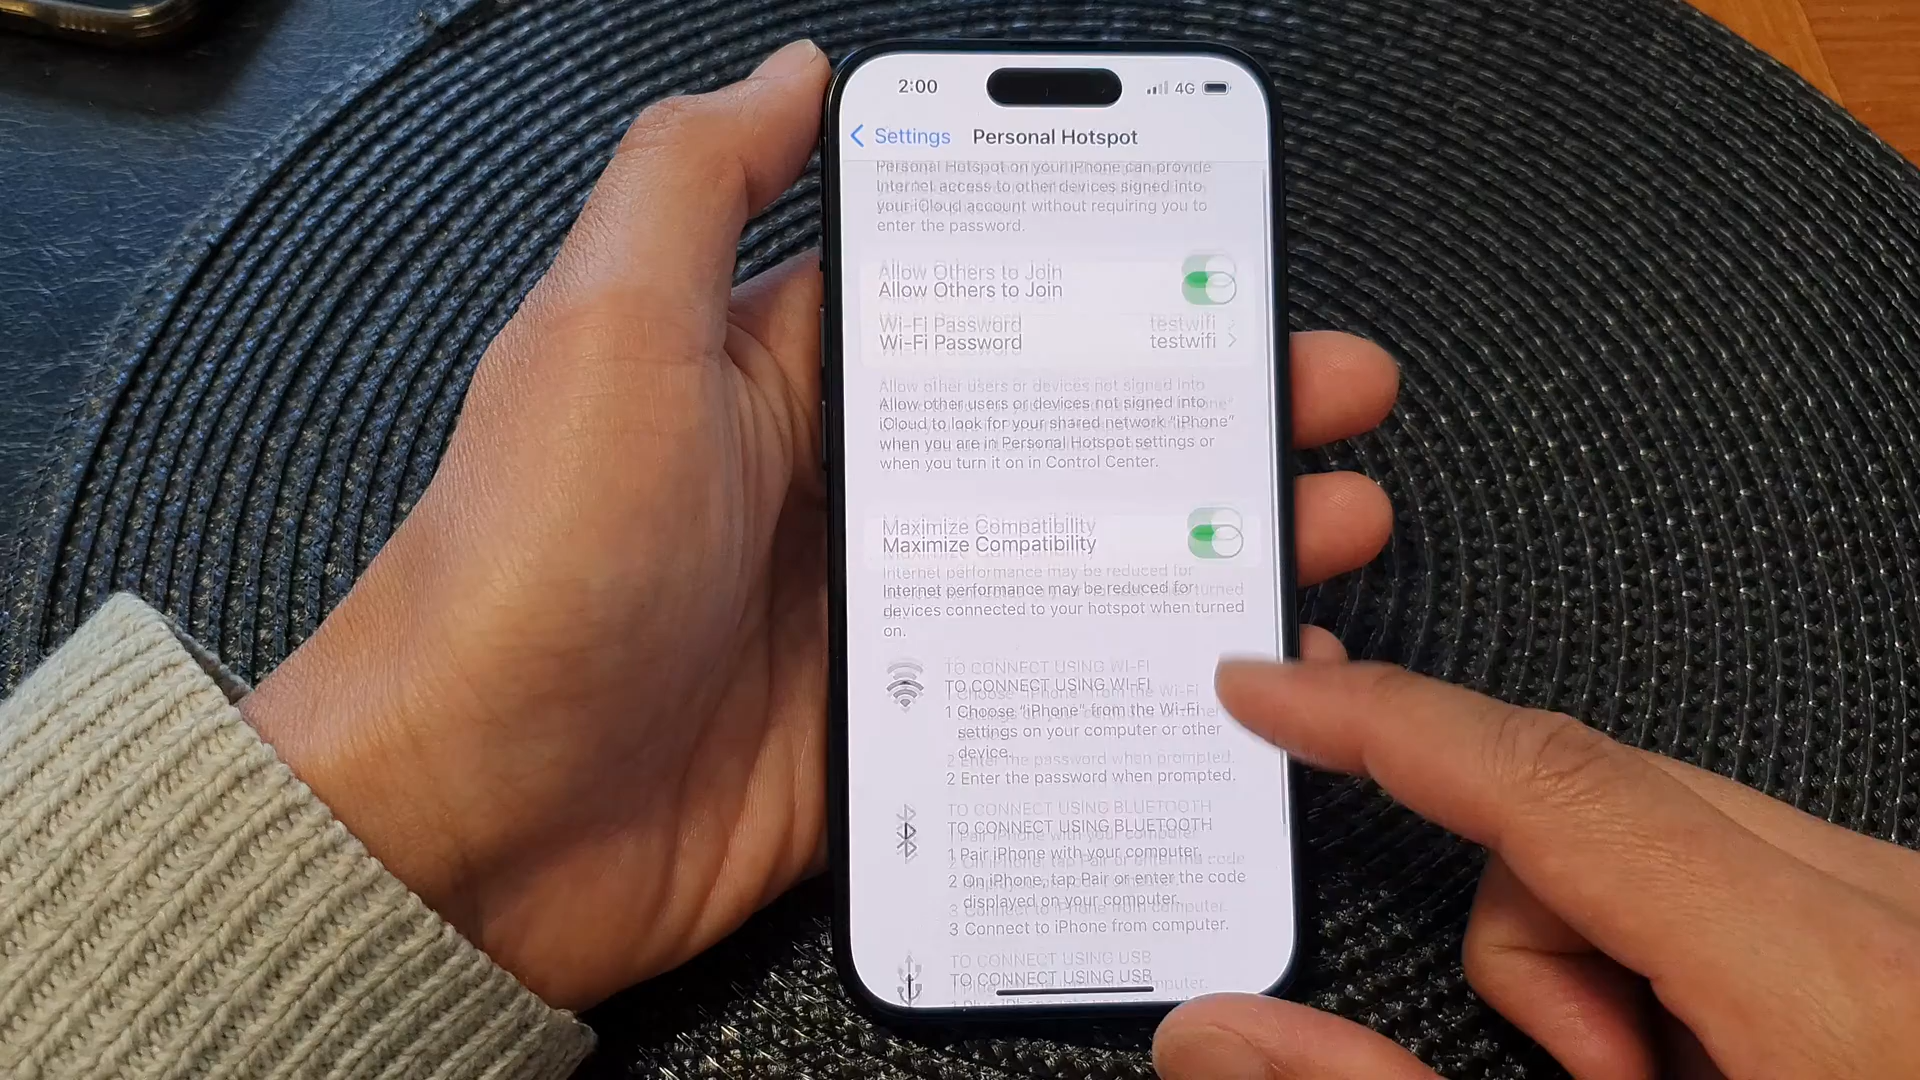 2:00 4G
Settings Personal Hotspot
Personal Hotspot on your iPhone can provide
Internet access to other devices signed into
your iCloud account without requiring you to
enter the password.
Allow Others to Join
Wi-Fi Password testwifi
Allow other users or devices not signed into
iCloud to look for your shared network “iPhone”
when you are in Personal Hotspot settings or
when you turn it on in Control Center.
Maximize Compatibility
Internet performance may be reduced for
devices connected to your hotspot when turned
on.
TO CONNECT USING WI-FI
1 Choose “iPhone” from the Wi-Fi
settings on your computer or other
device.
2 Enter the password when prompted.
TO CONNECT USING BLUETOOTH
1 Pair iPhone with your computer.
2 On iPhone, tap Pair or enter the code
displayed on your computer.
3 Connect to iPhone from computer.
TO CONNECT USING USB